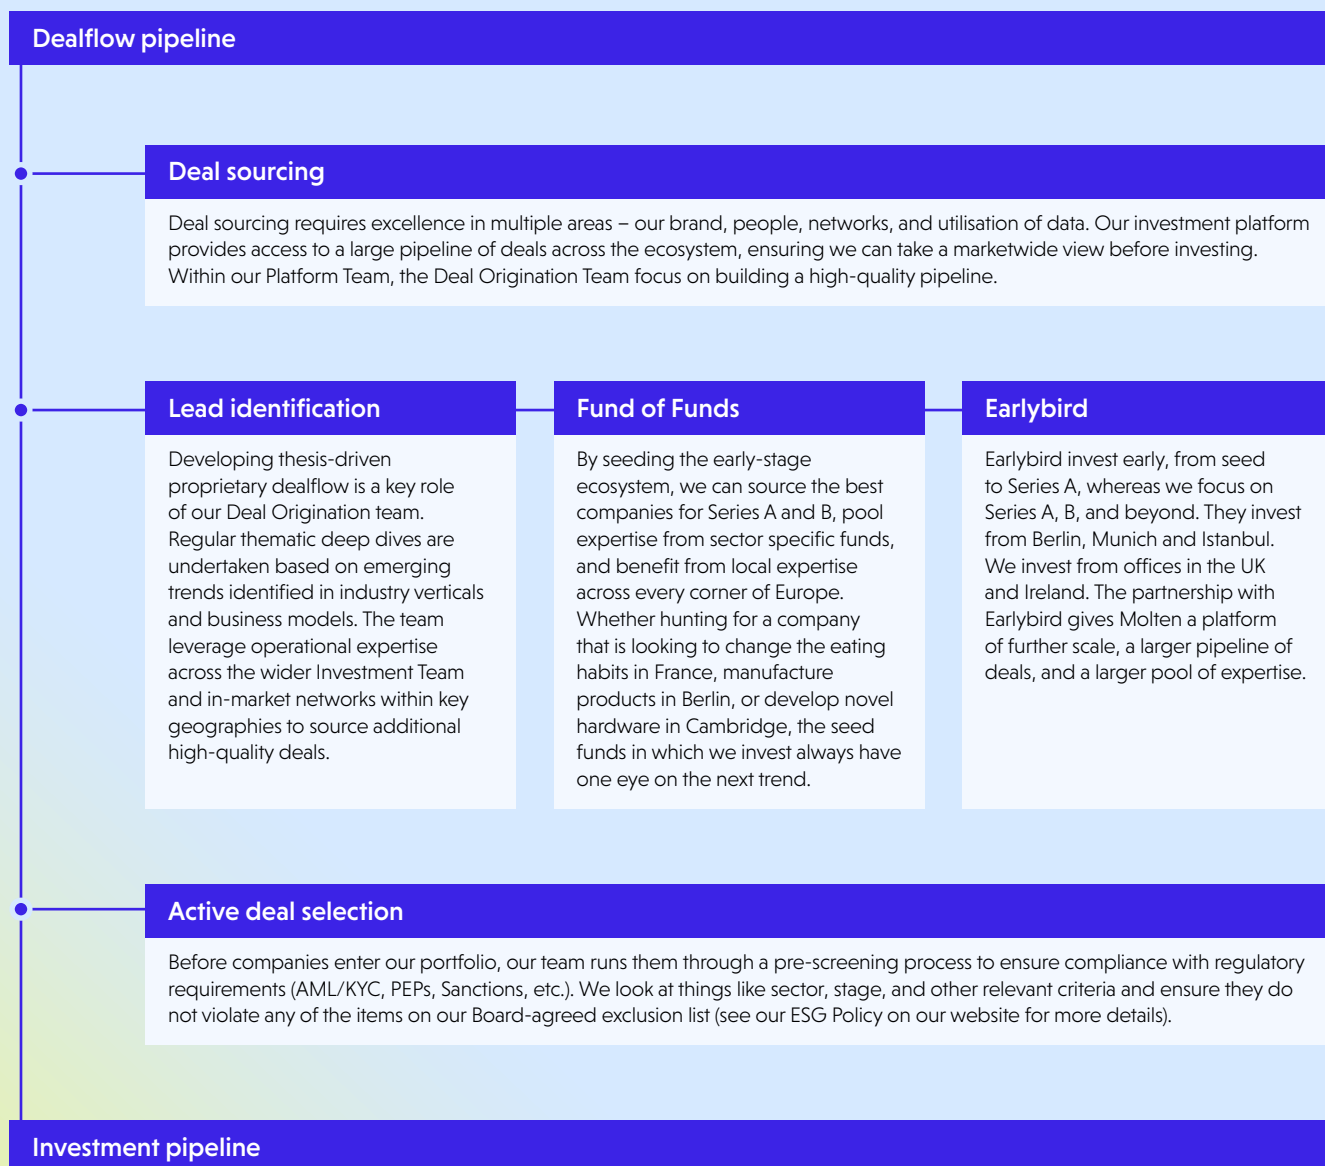 Dealflow pipeline
Deal sourcing
Deal sourcing requires excellence in multiple areas – our brand, people, networks, and utilisation of data. Our investment platform
provides access to a large pipeline of deals across the ecosystem, ensuring we can take a marketwide view before investing.
Within our Platform Team, the Deal Origination Team focus on building a high-quality pipeline.
Lead identification
Developing thesis-driven
proprietary dealflow is a key role
of our Deal Origination team.
Regular thematic deep dives are
undertaken based on emerging
trends identified in industry verticals
and business models. The team
leverage operational expertise
across the wider Investment Team
and in-market networks within key
geographies to source additional
high-quality deals.
Fund of Funds
By seeding the early-stage
ecosystem, we can source the best
companies for Series A and B, pool
expertise from sector specific funds,
and benefit from local expertise
across every corner of Europe.
Whether hunting for a company
that is looking to change the eating
habits in France, manufacture
products in Berlin, or develop novel
hardware in Cambridge, the seed
funds in which we invest always have
one eye on the next trend.
Earlybird
Earlybird invest early, from seed
to Series A, whereas we focus on
Series A, B, and beyond. They invest
from Berlin, Munich and Istanbul.
We invest from offices in the UK
and Ireland. The partnership with
Earlybird gives Molten a platform
of further scale, a larger pipeline of
deals, and a larger pool of expertise.
Active deal selection
Before companies enter our portfolio, our team runs them through a pre-screening process to ensure compliance with regulatory
requirements (AML/KYC, PEPs, Sanctions, etc.). We look at things like sector, stage, and other relevant criteria and ensure they do
not violate any of the items on our Board-agreed exclusion list (see our ESG Policy on our website for more details).
Investment pipeline